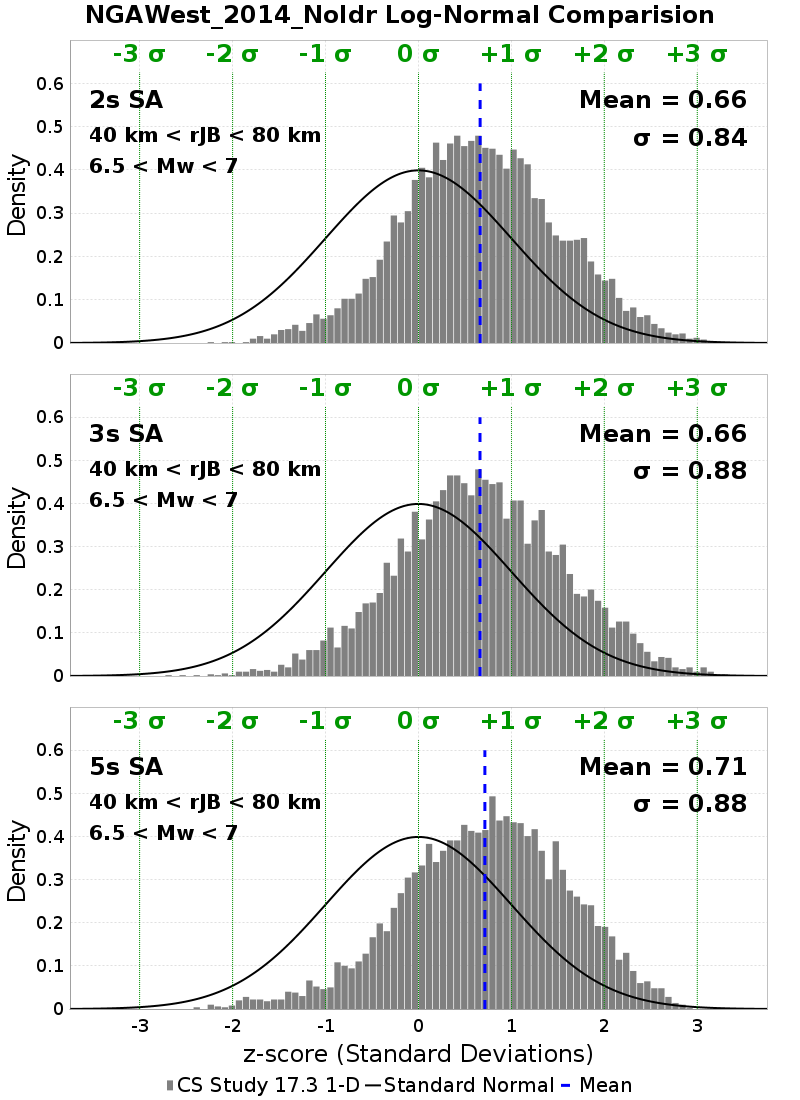 NGAWest_2014_NoIdr Log-Normal Comparision
-3 σ -2 σ -1 σ 0 σ +1 σ +2 σ +3 σ
0.6
2s SA Mean = 0.66
0.5
40 km < rJB < 80 km σ = 0.84
0.4
6.5 < Mw < 7
0.3
Density
0.2
0.1
0
-3 σ -2 σ -1 σ 0 σ +1 σ +2 σ +3 σ
0.6
3s SA Mean = 0.66
0.5
40 km < rJB < 80 km σ = 0.88
0.4
6.5 < Mw < 7
0.3
Density
0.2
0.1
0
-3 σ -2 σ -1 σ 0 σ +1 σ +2 σ +3 σ
0.6
5s SA Mean = 0.71
0.5
40 km < rJB < 80 km σ = 0.88
0.4
6.5 < Mw < 7
0.3
Density
0.2
0.1
0
-3 -2 -1 0 1 2 3
z-score (Standard Deviations)
CS Study 17.3 1-D Standard Normal Mean